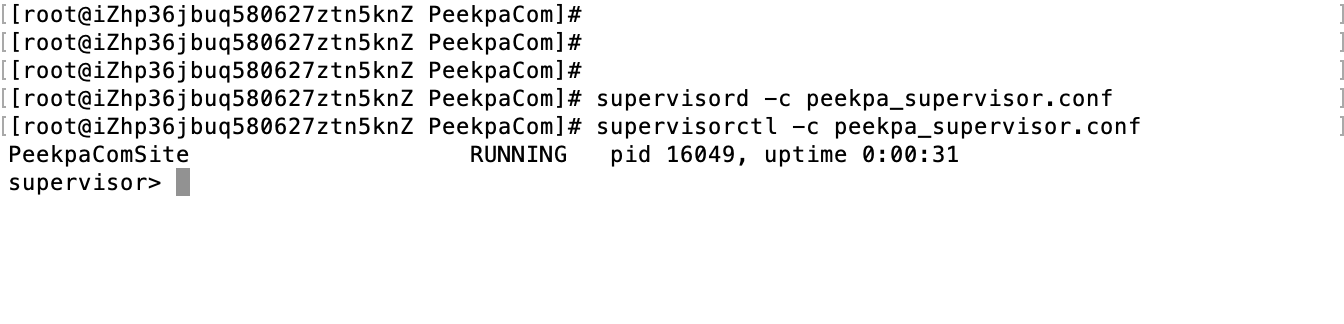 [[root@iZhp36jbuq580627ztn5knZ PeekpaCom]# ]
[[root@iZhp36jbuq580627ztn5knZ PeekpaCom]# ]
[[root@iZhp36jbuq580627ztn5knZ PeekpaCom]# ]
[[root@iZhp36jbuq580627ztn5knZ PeekpaCom]# supervisord -c peekpa_supervisor.conf ]
[[root@iZhp36jbuq580627ztn5knZ PeekpaCom]# supervisorctl -c peekpa_supervisor.conf ]
PeekpaComSite                    RUNNING   pid 16049, uptime 0:00:31
supervisor>